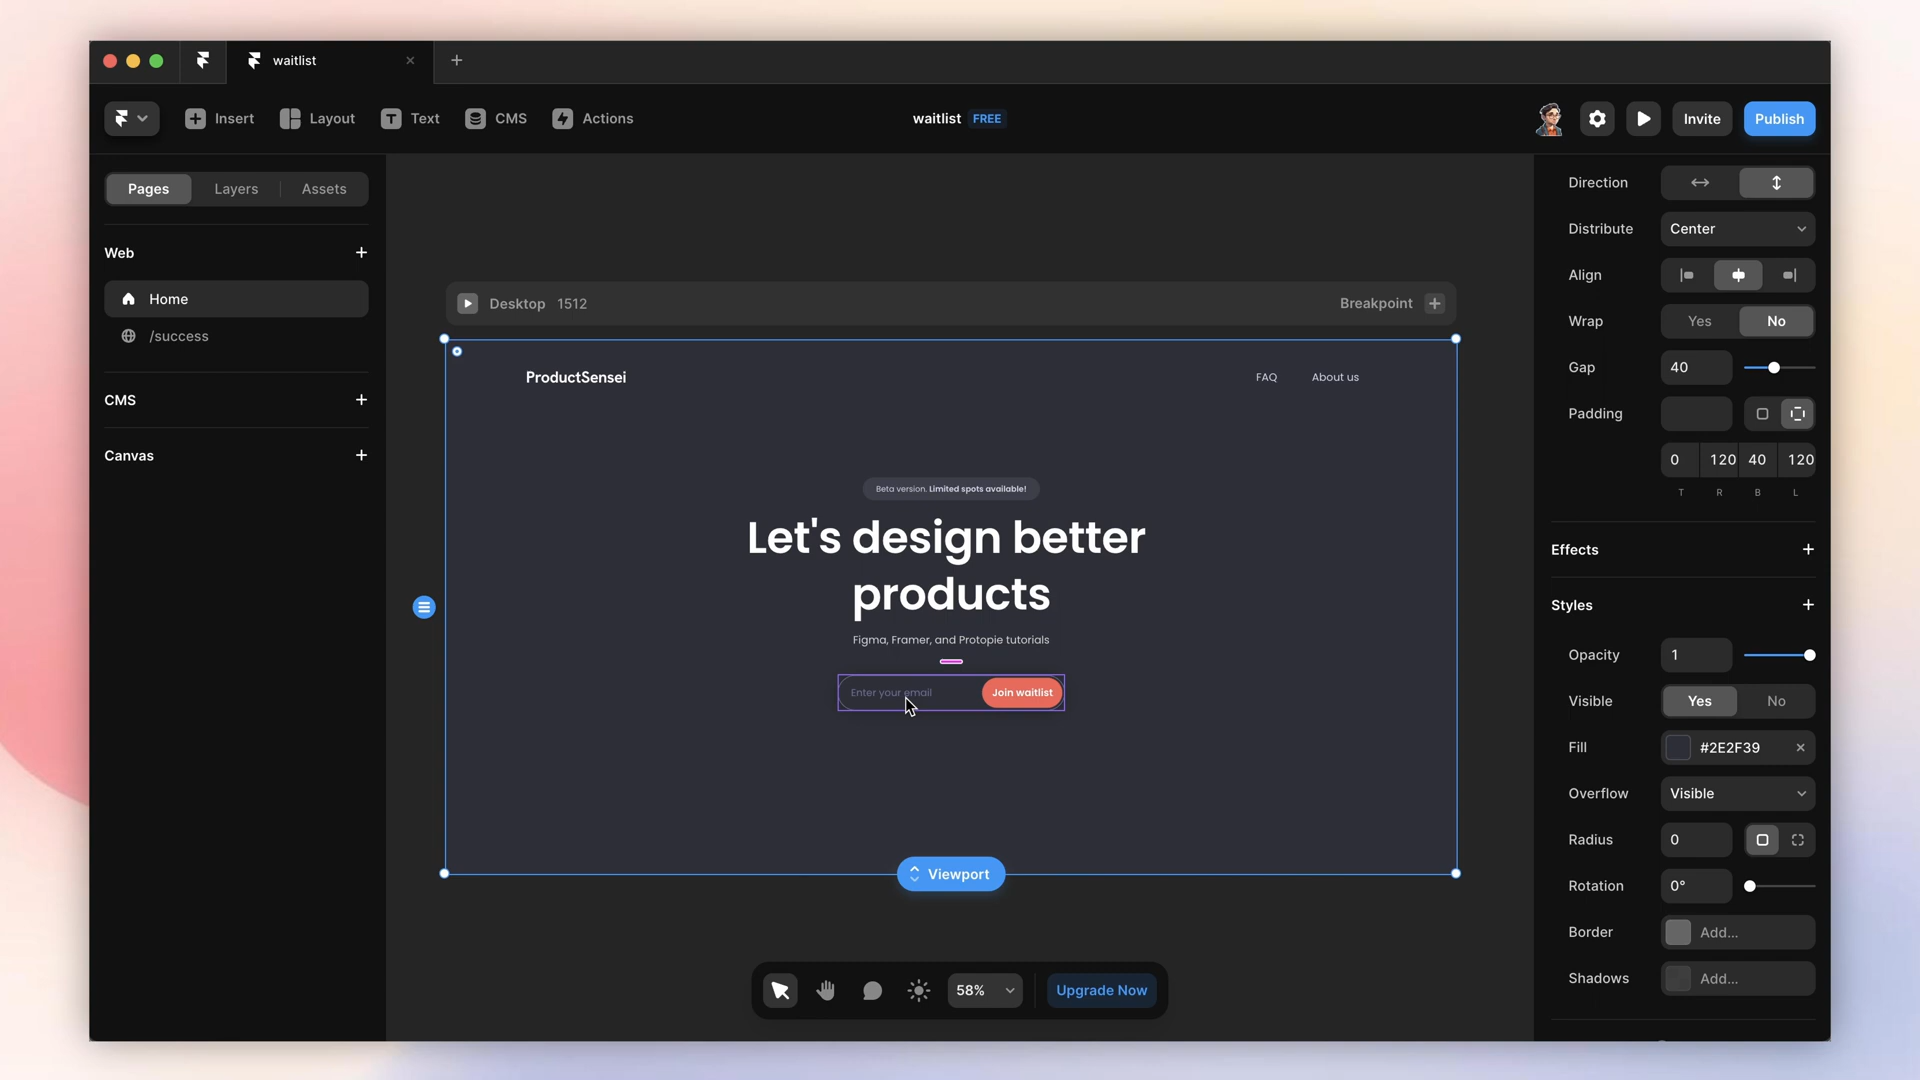 waitlist
Insert
Layout
Text
CMS
Actions
waitlist FREE
Invite
Publish
Pages
Layers
Assets
Web
Home
/success
CMS
Canvas
Desktop 1512
Breakpoint
ProductSensei
FAQ
About us
Beta version. Limited spots available!
Let's design better
products
Figma, Framer, and Protopie tutorials
Enter your email
Join waitlist
Viewport
58%
Upgrade Now
Direction
Distribute
Center
Align
Wrap
Yes
No
Gap
40
Padding
0 120 40 120
T R B L
Effects
Styles
Opacity
1
Visible
Yes
No
Fill
#2E2F39
Overflow
Visible
Radius
0
Rotation
0°
Border
Add...
Shadows
Add...